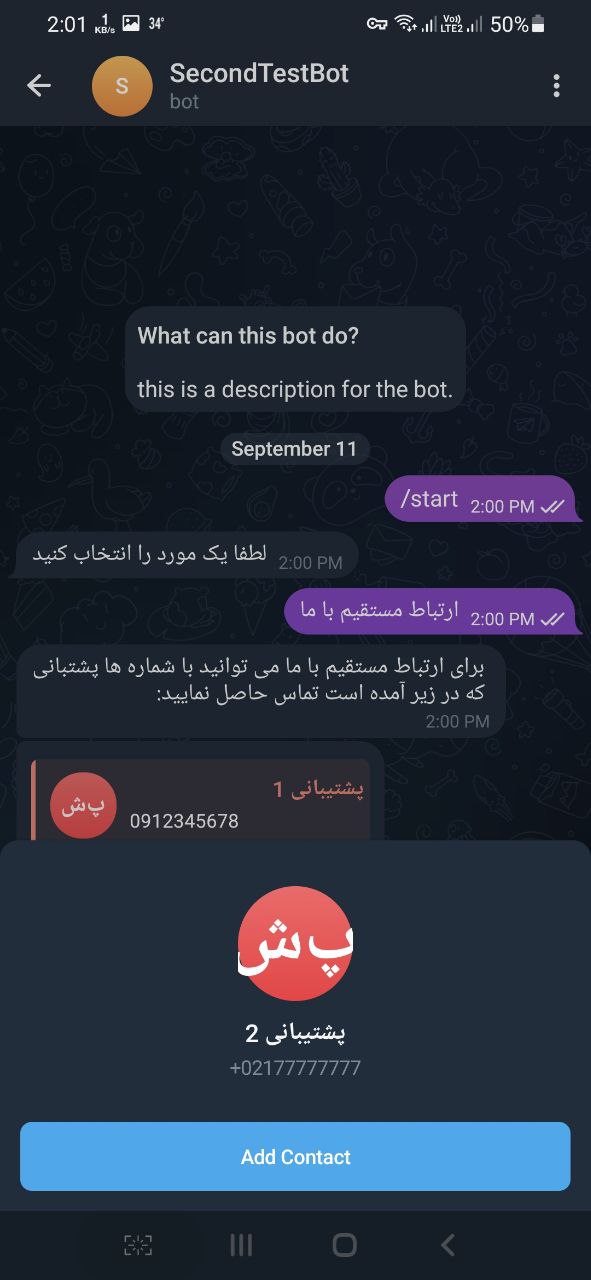 2:01 1 KB/s 34° Vo)) LTE2 50%
S
SecondTestBot
bot
What can this bot do?
this is a description for the bot.
September 11
/start 2:00 PM
لطفا یک مورد را انتخاب کنید 2:00 PM
ارتباط مستقیم با ما 2:00 PM
برای ارتباط مستقیم با ما می توانید با شماره ها پشتبانی
که در زیر آمده است تماس حاصل نمایید:
2:00 PM
پ‌ش
پشتیبانی 1
0912345678
پ‌ش
پشتیبانی 2
+02177777777
Add Contact